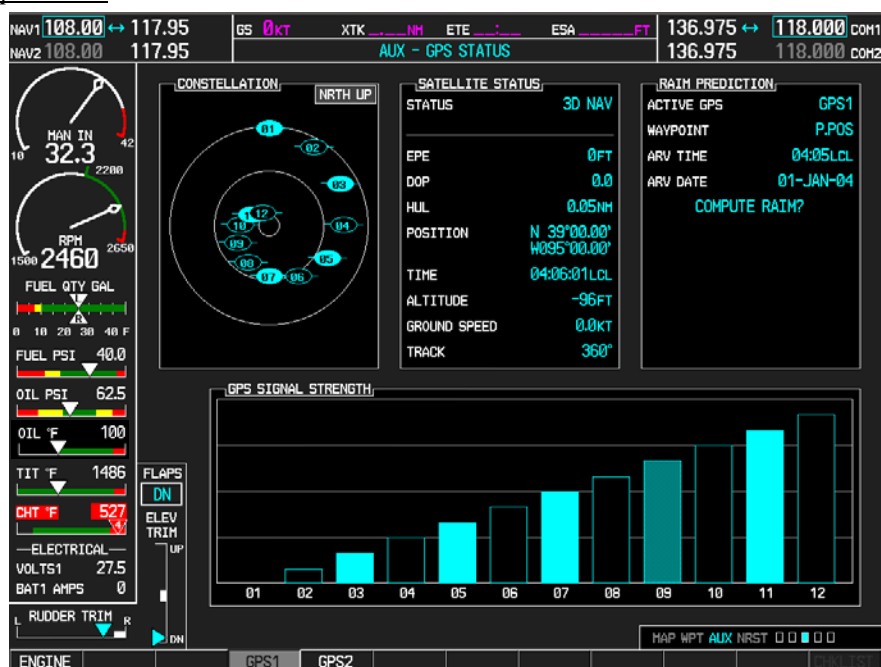 NAV1 108.00 ↔ 117.95
NAV2 108.00 117.95
GS 0KT XTK __.__NM ETE __:__ ESA _____FT
AUX - GPS STATUS
136.975 ↔ 118.000 COM1
136.975 118.000 COM2
MAN IN
32.3
10 42
2200
RPM
2460
1500 2650
FUEL QTY GAL
L
R
0 10 20 30 40 F
FUEL PSI 40.0
OIL PSI 62.5
OIL °F 100
TIT °F 1486
CHT °F 527
4
ELECTRICAL
VOLTS1 27.5
BAT1 AMPS 0
RUDDER TRIM
L R
FLAPS
DN
ELEV
TRIM
UP
DN
CONSTELLATION
NRTH UP
01
02
03
04
05
06
07
08
09
10
12
SATELLITE STATUS
STATUS 3D NAV
EPE 0FT
DOP 0.0
HUL 0.05NM
POSITION N 39°00.00'
W095°00.00'
TIME 04:06:01LCL
ALTITUDE -96FT
GROUND SPEED 0.0KT
TRACK 360°
RAIM PREDICTION
ACTIVE GPS GPS1
WAYPOINT P.POS
ARV TIME 04:05LCL
ARV DATE 01-JAN-04
COMPUTE RAIM?
GPS SIGNAL STRENGTH
01 02 03 04 05 06 07 08 09 10 11 12
MAP WPT AUX NRST
ENGINE GPS1 GPS2 CHKLIST